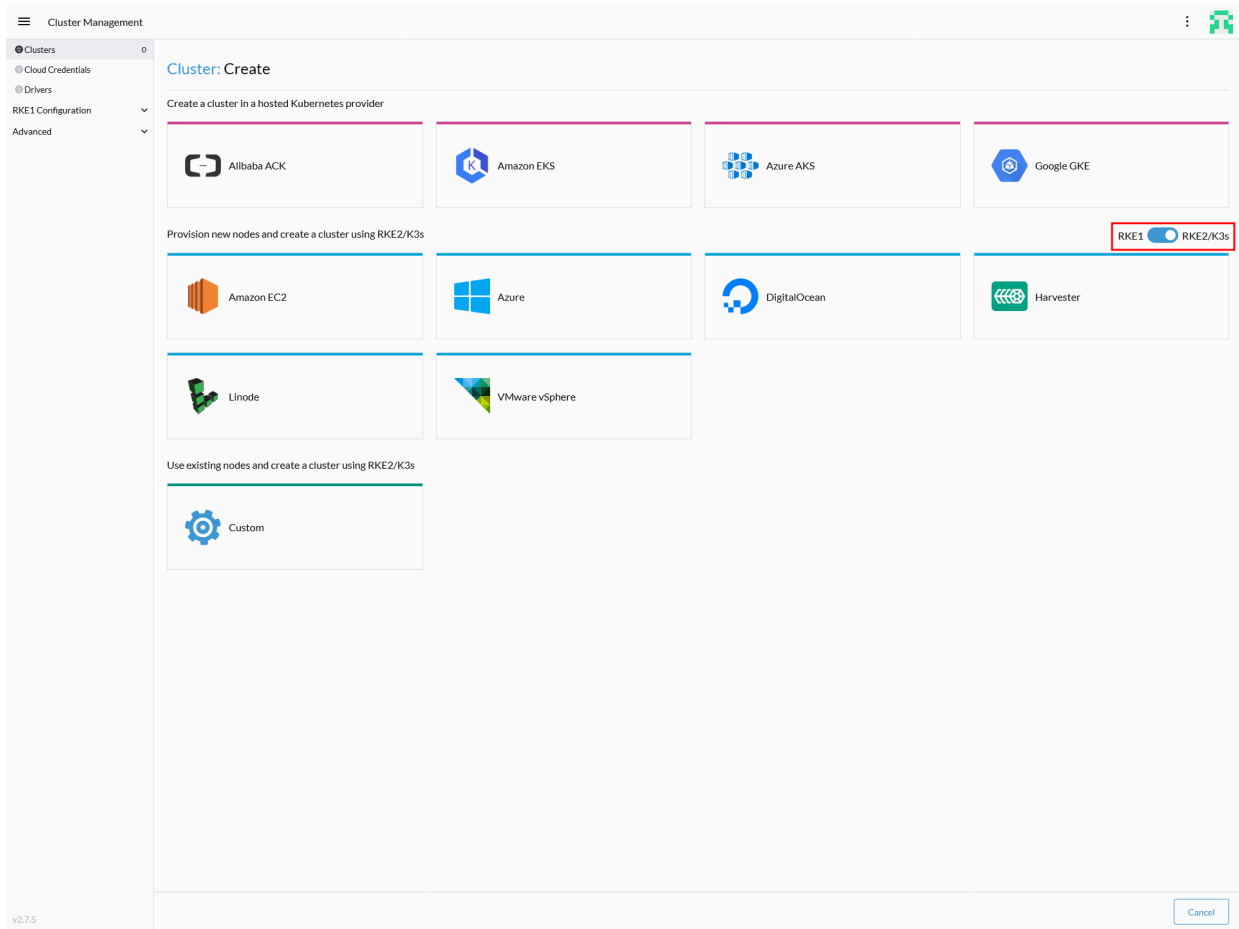 Cluster Management
Clusters 0
Cloud Credentials
Drivers
RKE1 Configuration
Advanced
Cluster: Create
Create a cluster in a hosted Kubernetes provider
Alibaba ACK
Amazon EKS
Azure AKS
Google GKE
Provision new nodes and create a cluster using RKE2/K3s
RKE1 RKE2/K3s
Amazon EC2
Azure
DigitalOcean
Harvester
Linode
VMware vSphere
Use existing nodes and create a cluster using RKE2/K3s
Custom
v2.7.5
Cancel